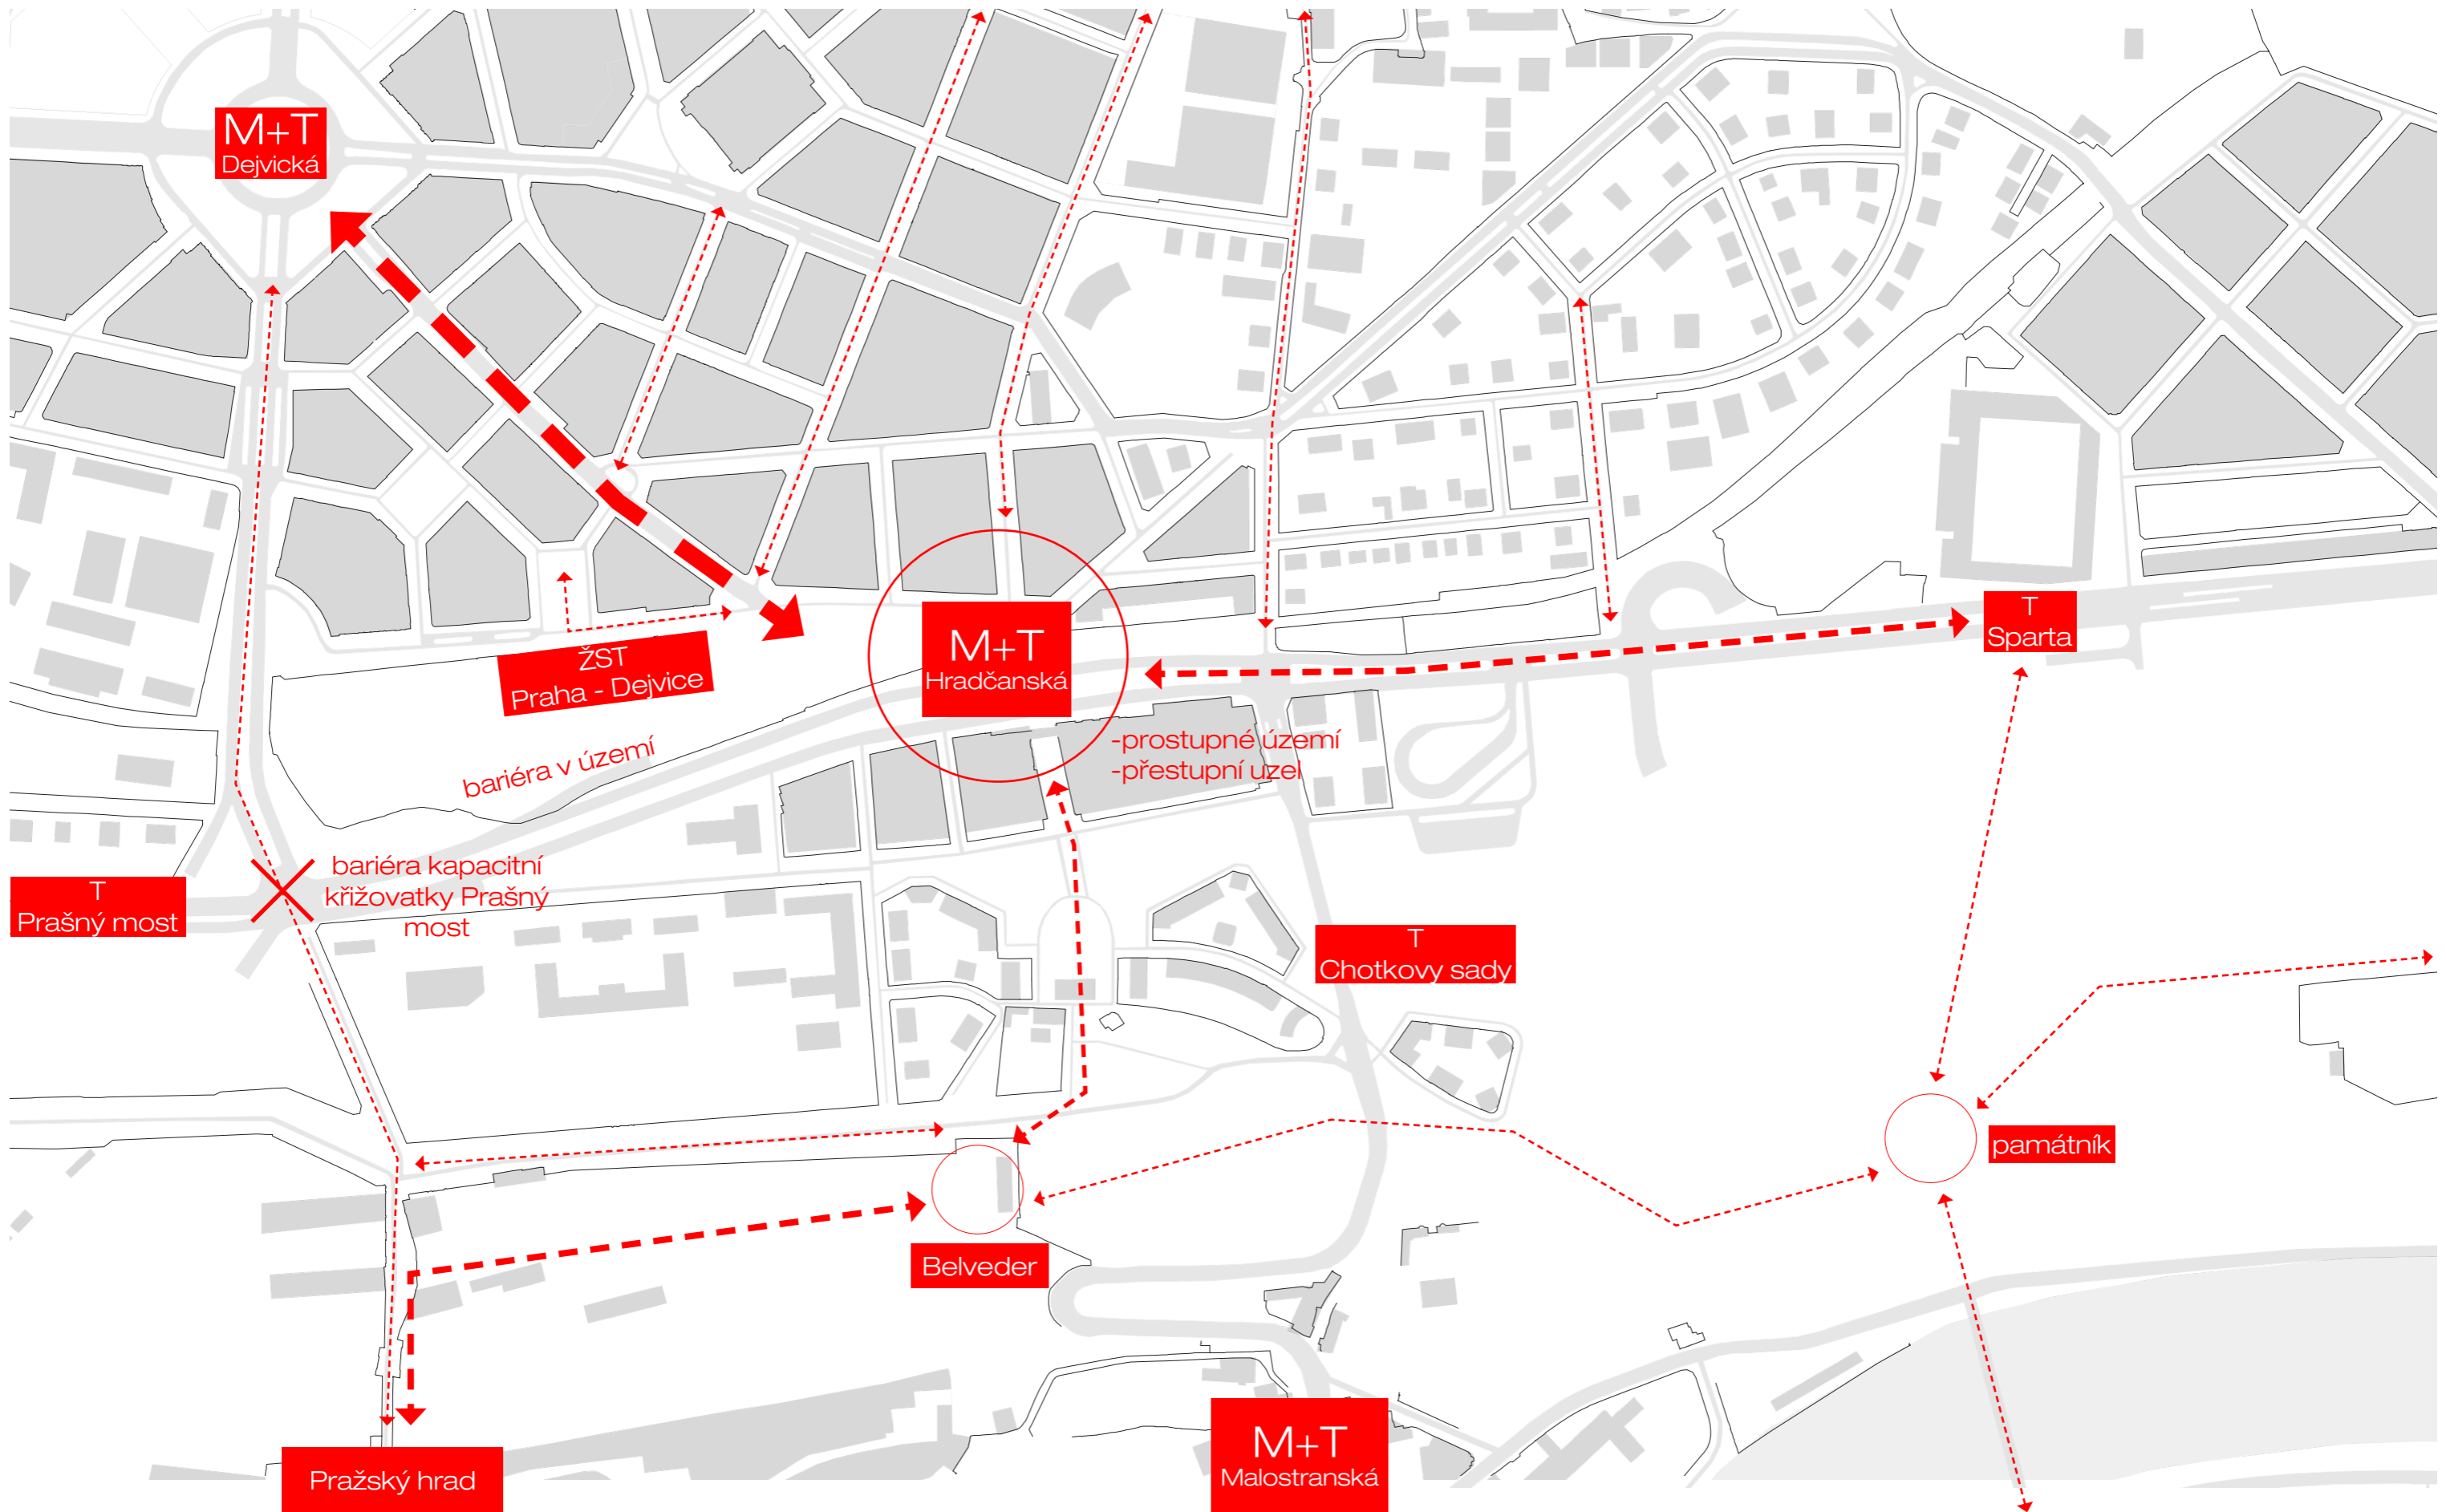 M+T
Dejvická
M+T
Hradčanská
T
Sparta
ŽST
Praha - Dejvice
bariéra v území
-prostupné území
-přestupní uzel
bariéra kapacitní
křižovatky Prašný
most
T
Prašný most
T
Chotkovy sady
památník
Belveder
M+T
Malostranská
Pražský hrad